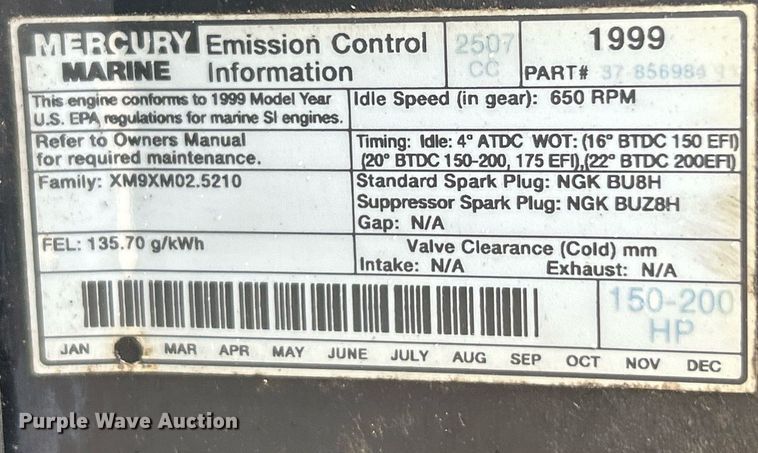 MERCURY MARINE
Emission Control
Information
2507
CC
1999
PART# 37 856984
This engine conforms to 1999 Model Year
U.S. EPA regulations for marine SI engines.
Idle Speed (in gear): 650 RPM
Refer to Owners Manual
for required maintenance.
Timing: Idle: 4° ATDC WOT: (16° BTDC 150 EFI)
(20° BTDC 150-200, 175 EFI),(22° BTDC 200EFI)
Family: XM9XM02.5210
Standard Spark Plug: NGK BU8H
Suppressor Spark Plug: NGK BUZ8H
Gap: N/A
FEL: 135.70 g/kWh
Valve Clearance (Cold) mm
Intake: N/A Exhaust: N/A
150-200
HP
JAN MAR APR MAY JUNE JULY AUG SEP OCT NOV DEC
Purple Wave Auction